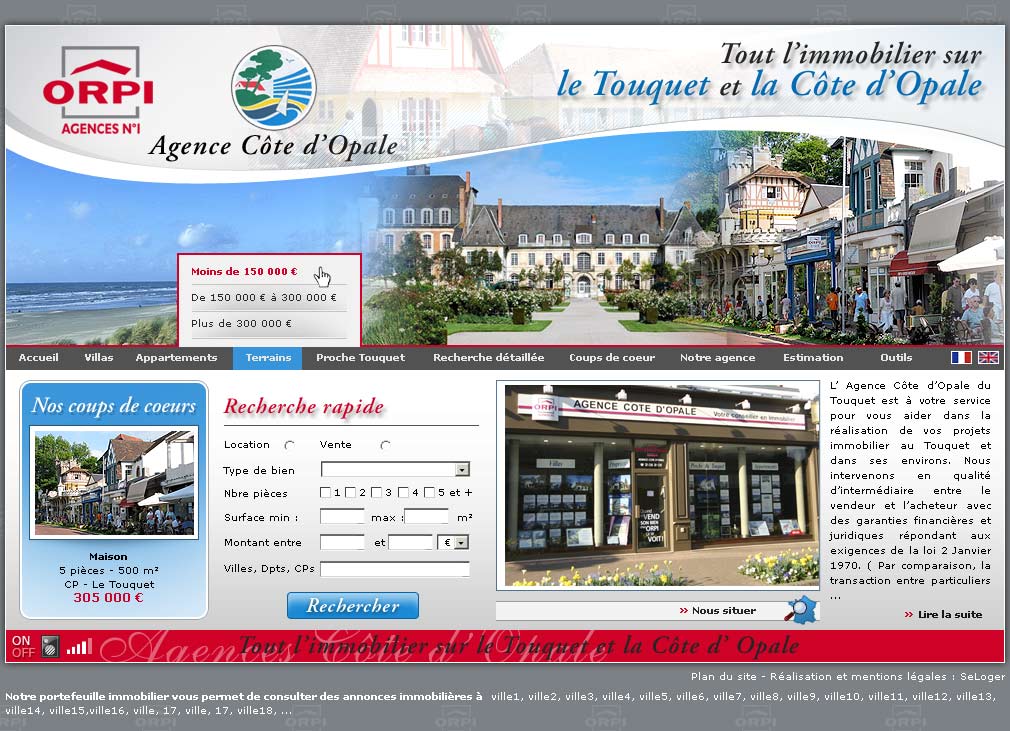 ORPI
AGENCES N°1
Agence Côte d'Opale
Tout l'immobilier sur
le Touquet et la Côte d'Opale
Moins de 150 000 €
De 150 000 € à 300 000 €
Plus de 300 000 €
Accueil Villas Appartements Terrains Proche Touquet Recherche détaillée Coups de coeur Notre agence Estimation Outils
Nos coups de coeurs
Maison
5 pièces - 500 m²
CP - Le Touquet
305 000 €
Recherche rapide
Location Vente
Type de bien
Nbre pièces 1 2 3 4 5 et +
Surface min : max : m²
Montant entre et €
Villes, Dpts, CPs
Rechercher
ORPI
AGENCE COTE D'OPALE
Votre conseiller en immobilier
Villas
Proche du Touquet
Appartements
» Nous situer
L' Agence Côte d'Opale du
Touquet est à votre service
pour vous aider dans la
réalisation de vos projets
immobilier au Touquet et
dans ses environs. Nous
intervenons en qualité
d'intermédiaire entre le
vendeur et l'acheteur avec
des garanties financières et
juridiques répondant aux
exigences de la loi 2 Janvier
1970. ( Par comparaison, la
transaction entre particuliers
...
» Lire la suite
ON
OFF
Agences Côte d'Opale
Tout l'immobilier sur le Touquet et la Côte d' Opale
Plan du site - Réalisation et mentions légales : SeLoger
Notre portefeuille immobilier vous permet de consulter des annonces immobilières à ville1, ville2, ville3, ville4, ville5, ville6, ville7, ville8, ville9, ville10, ville11, ville12, ville13,
ville14, ville15,ville16, ville, 17, ville, 17, ville18, ...